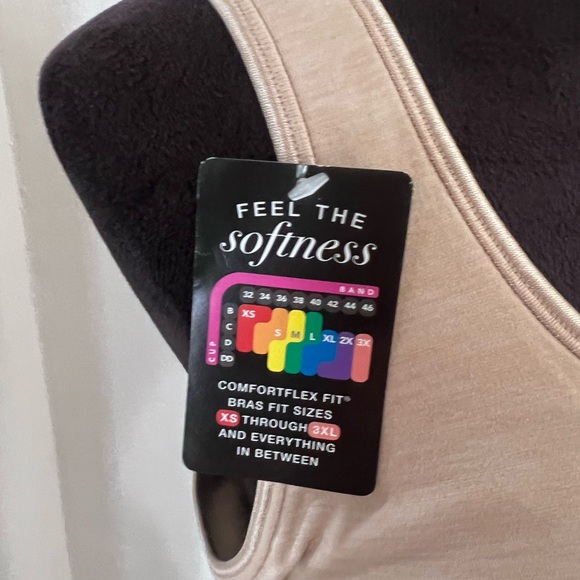 FEEL THE
softness
BAND
32 34 36 38 40 42 44 46
CUP
B
C
D
DD
XS S M L XL 2X 3X
COMFORTFLEX FIT®
BRAS FIT SIZES
XS THROUGH 3XL
AND EVERYTHING
IN BETWEEN